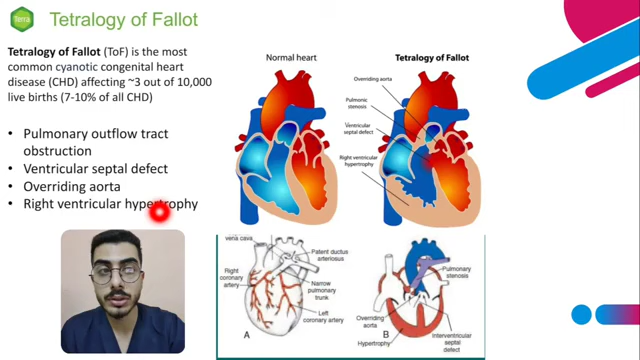 Terra
Tetralogy of Fallot
Tetralogy of Fallot (ToF) is the most
common cyanotic congenital heart
disease (CHD) affecting ~3 out of 10,000
live births (7-10% of all CHD)
• Pulmonary outflow tract
obstruction
• Ventricular septal defect
• Overriding aorta
• Right ventricular hypertrophy
Normal heart
Tetralogy of Fallot
Overriding aorta
Pulmonic
stenosis
Ventricular
septal defect
Right ventricular
hypertrophy
vena cava
Patent ductus
arteriosus
Right
coronary
artery
Narrow
pulmonary
trunk
Left
coronary
artery
A
Pulmonary
stenosis
Overriding
aorta
Hypertrophy
B
Interventricular
septal
defect